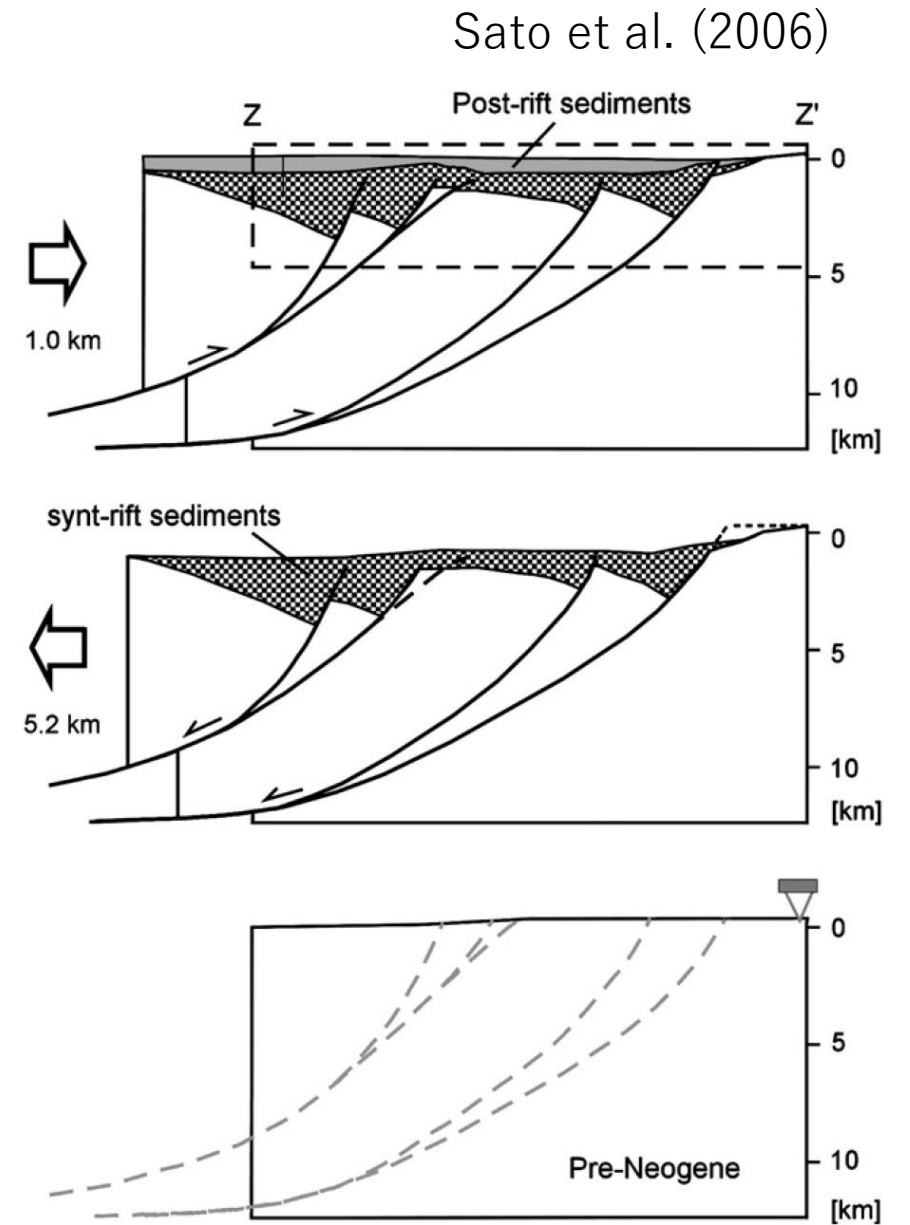 Sato et al. (2006)
Post-rift sediments
Z
Z'
0
5
1.0 km
10
[km]
synt-rift sediments
0
5
5.2 km
10
[km]
0
5
Pre-Neogene
10
[km]